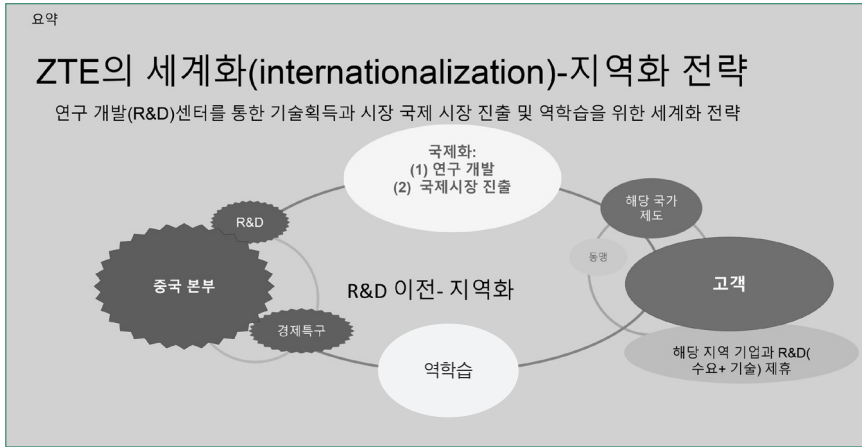 요약
ZTE의 세계화(internationalization)-지역화 전략
연구 개발(R&D)센터를 통한 기술획득과 시장 국제 시장 진출 및 역학습을 위한 세계화 전략
국제화:
(1) 연구 개발
(2) 국제시장 진출
R&D
해당 국가
제도
동맹
중국 본부
R&D 이전- 지역화
고객
경제특구
역학습
해당 지역 기업과 R&D(
수요+ 기술) 제휴